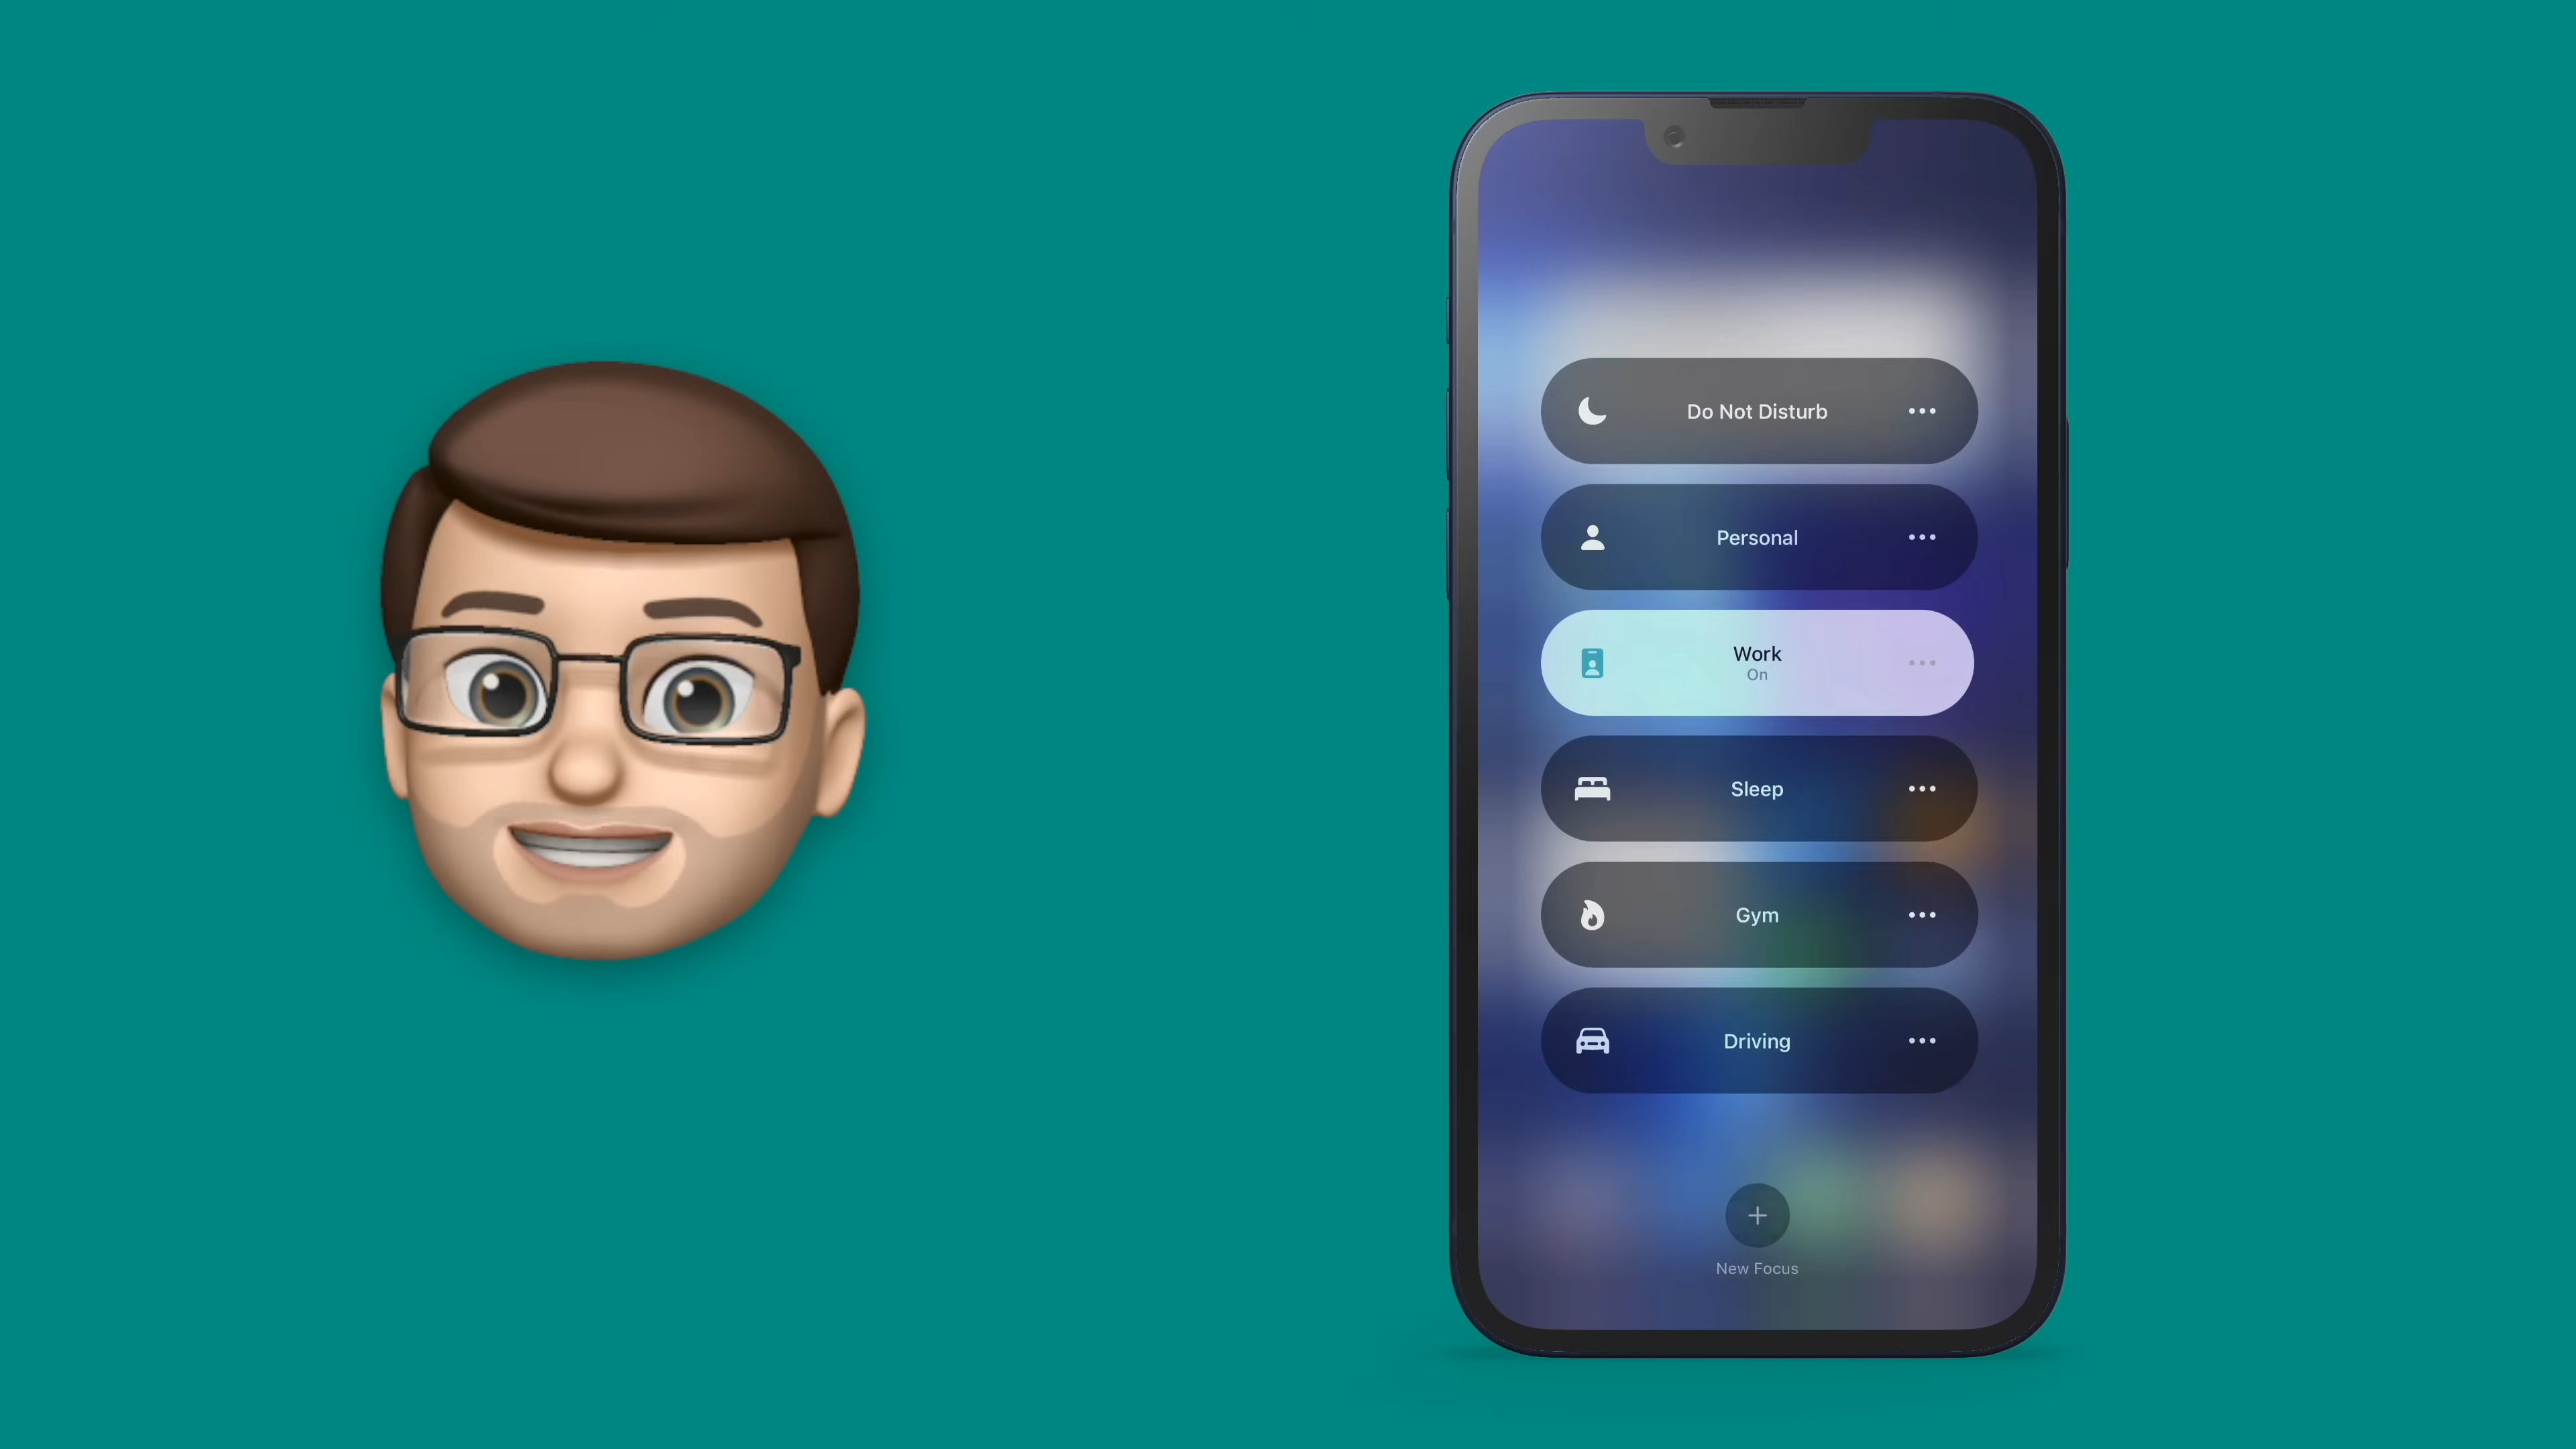 Do Not Disturb
Personal
Work
On
Sleep
Gym
Driving
New Focus